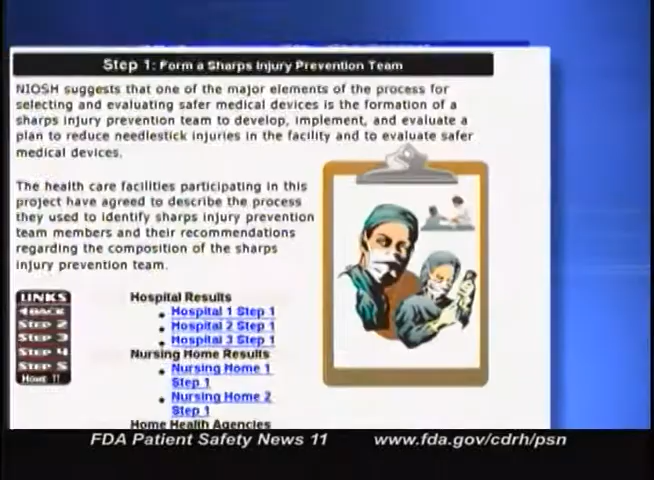 Step 1: Form a Sharps Injury Prevention Team
NIOSH suggests that one of the major elements of the process for
selecting and evaluating safer medical devices is the formation of a
sharps injury prevention team to develop, implement, and evaluate a
plan to reduce needlestick injuries in the facility and to evaluate safer
medical devices.
The health care facilities participating in this
project have agreed to describe the process
they used to identify sharps injury prevention
team members and their recommendations
regarding the composition of the sharps
injury prevention team.
LINKS
BACK
STEP 2
STEP 3
STEP 4
STEP 5
HOME
Hospital Results
Hospital 1 Step 1
Hospital 2 Step 1
Hospital 3 Step 1
Nursing Home Results
Nursing Home 1
Step 1
Nursing Home 2
Step 1
Home Health Agencies
FDA Patient Safety News 11 www.fda.gov/cdrh/psn